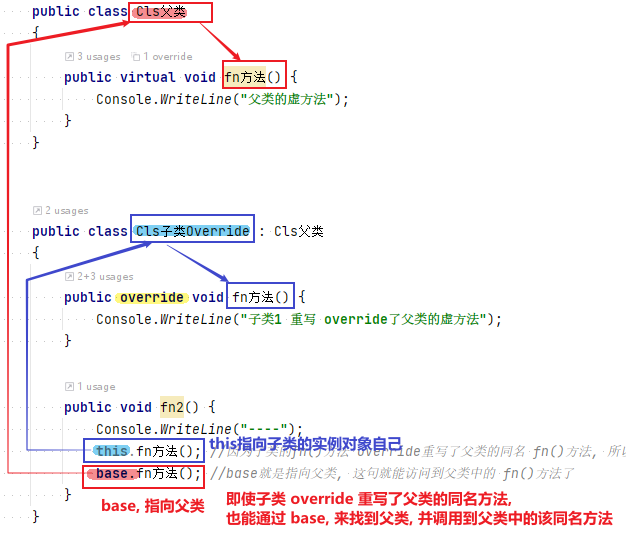 public class Cls父类
{
3 usages 1 override
public virtual void fn方法() {
Console.WriteLine("父类的虚方法");
}
}
2 usages
public class Cls子类Override : Cls父类
{
2+3 usages
public override void fn方法() {
Console.WriteLine("子类1 重写 override了父类的虚方法");
}
1 usage
public void fn2() {
Console.WriteLine("----");
this指向子类的实例对象自己
this.fn方法(); //因为子类的fn()方法 override重写了父类的同名 fn()方法, 所以
base.fn方法(); //base就是指向父类, 这句就能访问到父类中的 fn()方法了
}
base, 指向父类
即使子类 override 重写了父类的同名方法,
也能通过 base, 来找到父类, 并调用到父类中的该同名方法
}